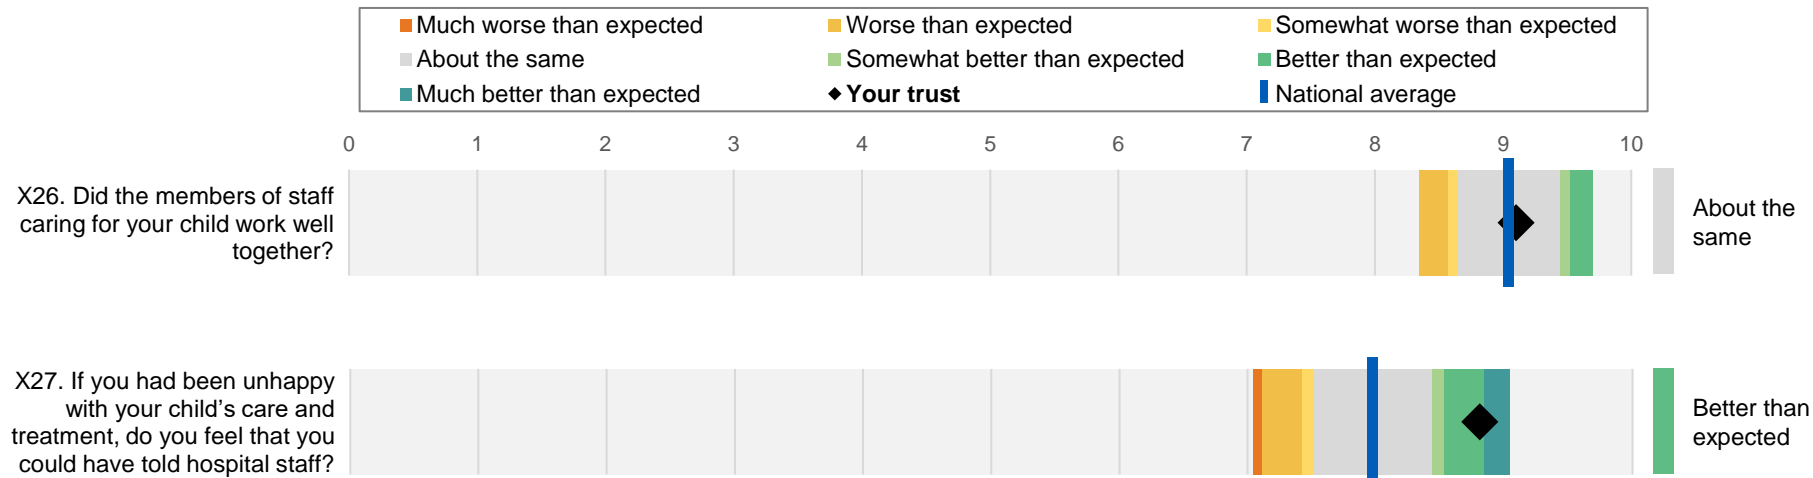 Much worse than expected
Worse than expected
Somewhat worse than expected
About the same
Somewhat better than expected
Better than expected
Much better than expected
Your trust
National average
0 1 2 3 4 5 6 7 8 9 10
X26. Did the members of staff
caring for your child work well
together?
About the
same
X27. If you had been unhappy
with your child’s care and
treatment, do you feel that you
could have told hospital staff?
Better than
expected